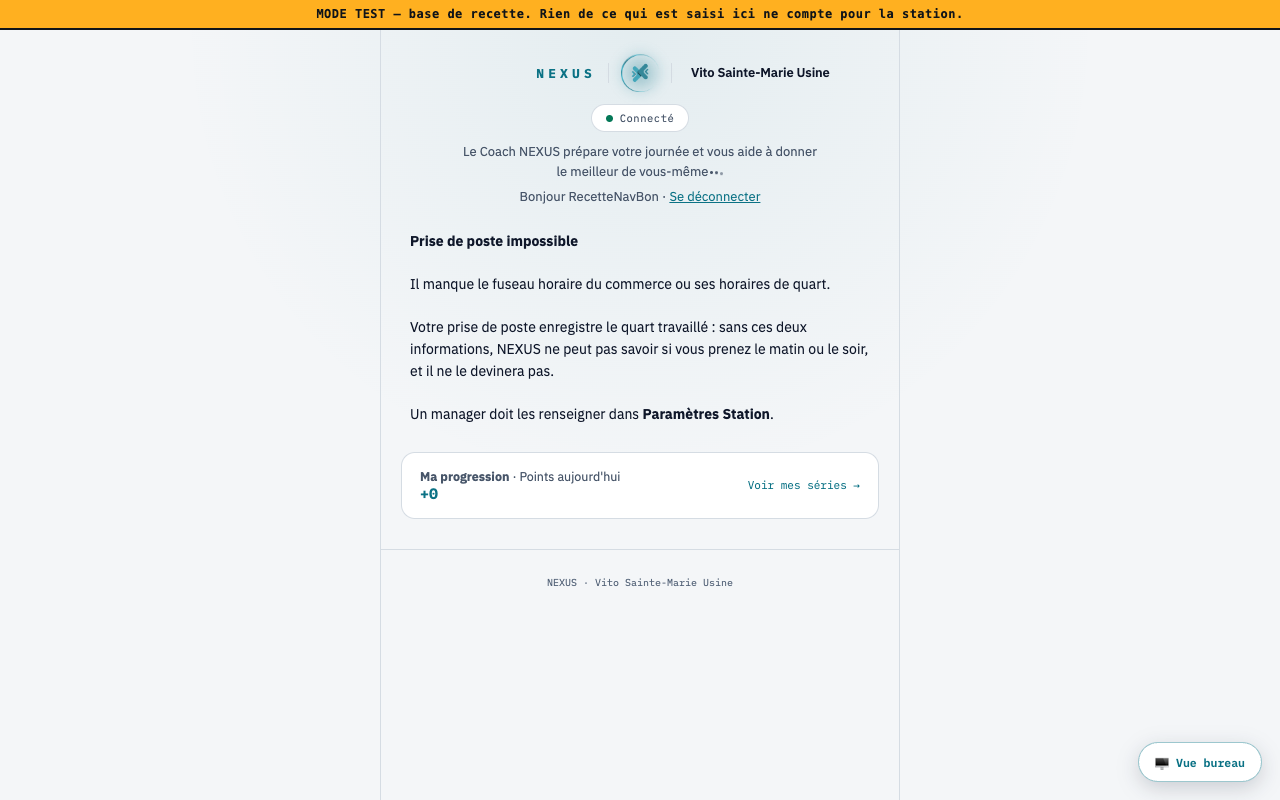 MODE TEST — base de recette. Rien de ce qui est saisi ici ne compte pour la station.
NEXUS
Vito Sainte-Marie Usine
Connecté
Le Coach NEXUS prépare votre journée et vous aide à donner
le meilleur de vous-même
Bonjour RecetteNavBon · Se déconnecter
Prise de poste impossible
Il manque le fuseau horaire du commerce ou ses horaires de quart.
Votre prise de poste enregistre le quart travaillé : sans ces deux
informations, NEXUS ne peut pas savoir si vous prenez le matin ou le soir,
et il ne le devinera pas.
Un manager doit les renseigner dans Paramètres Station.
Ma progression · Points aujourd'hui
+0
Voir mes séries →
NEXUS · Vito Sainte-Marie Usine
Vue bureau